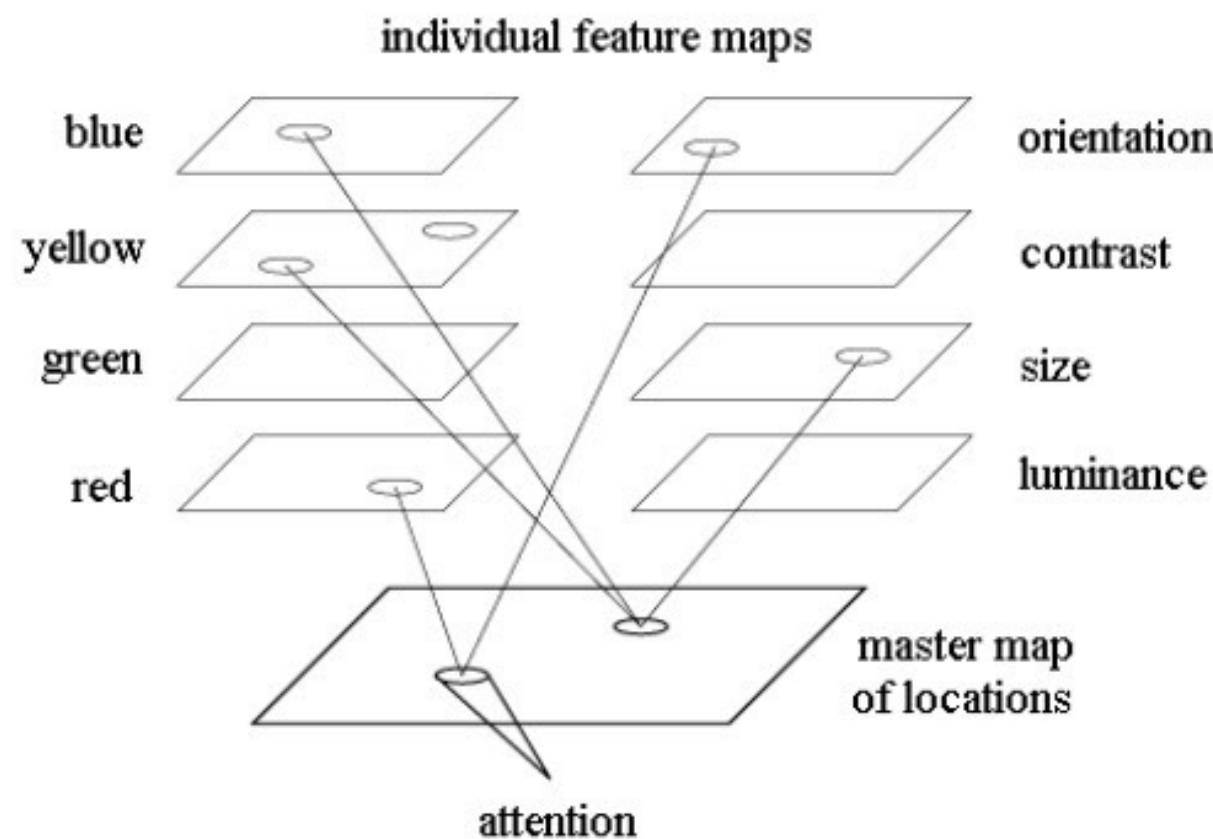 individual feature maps
blue
orientation
yellow
contrast
green
size
red
luminance
master map
of locations
attention